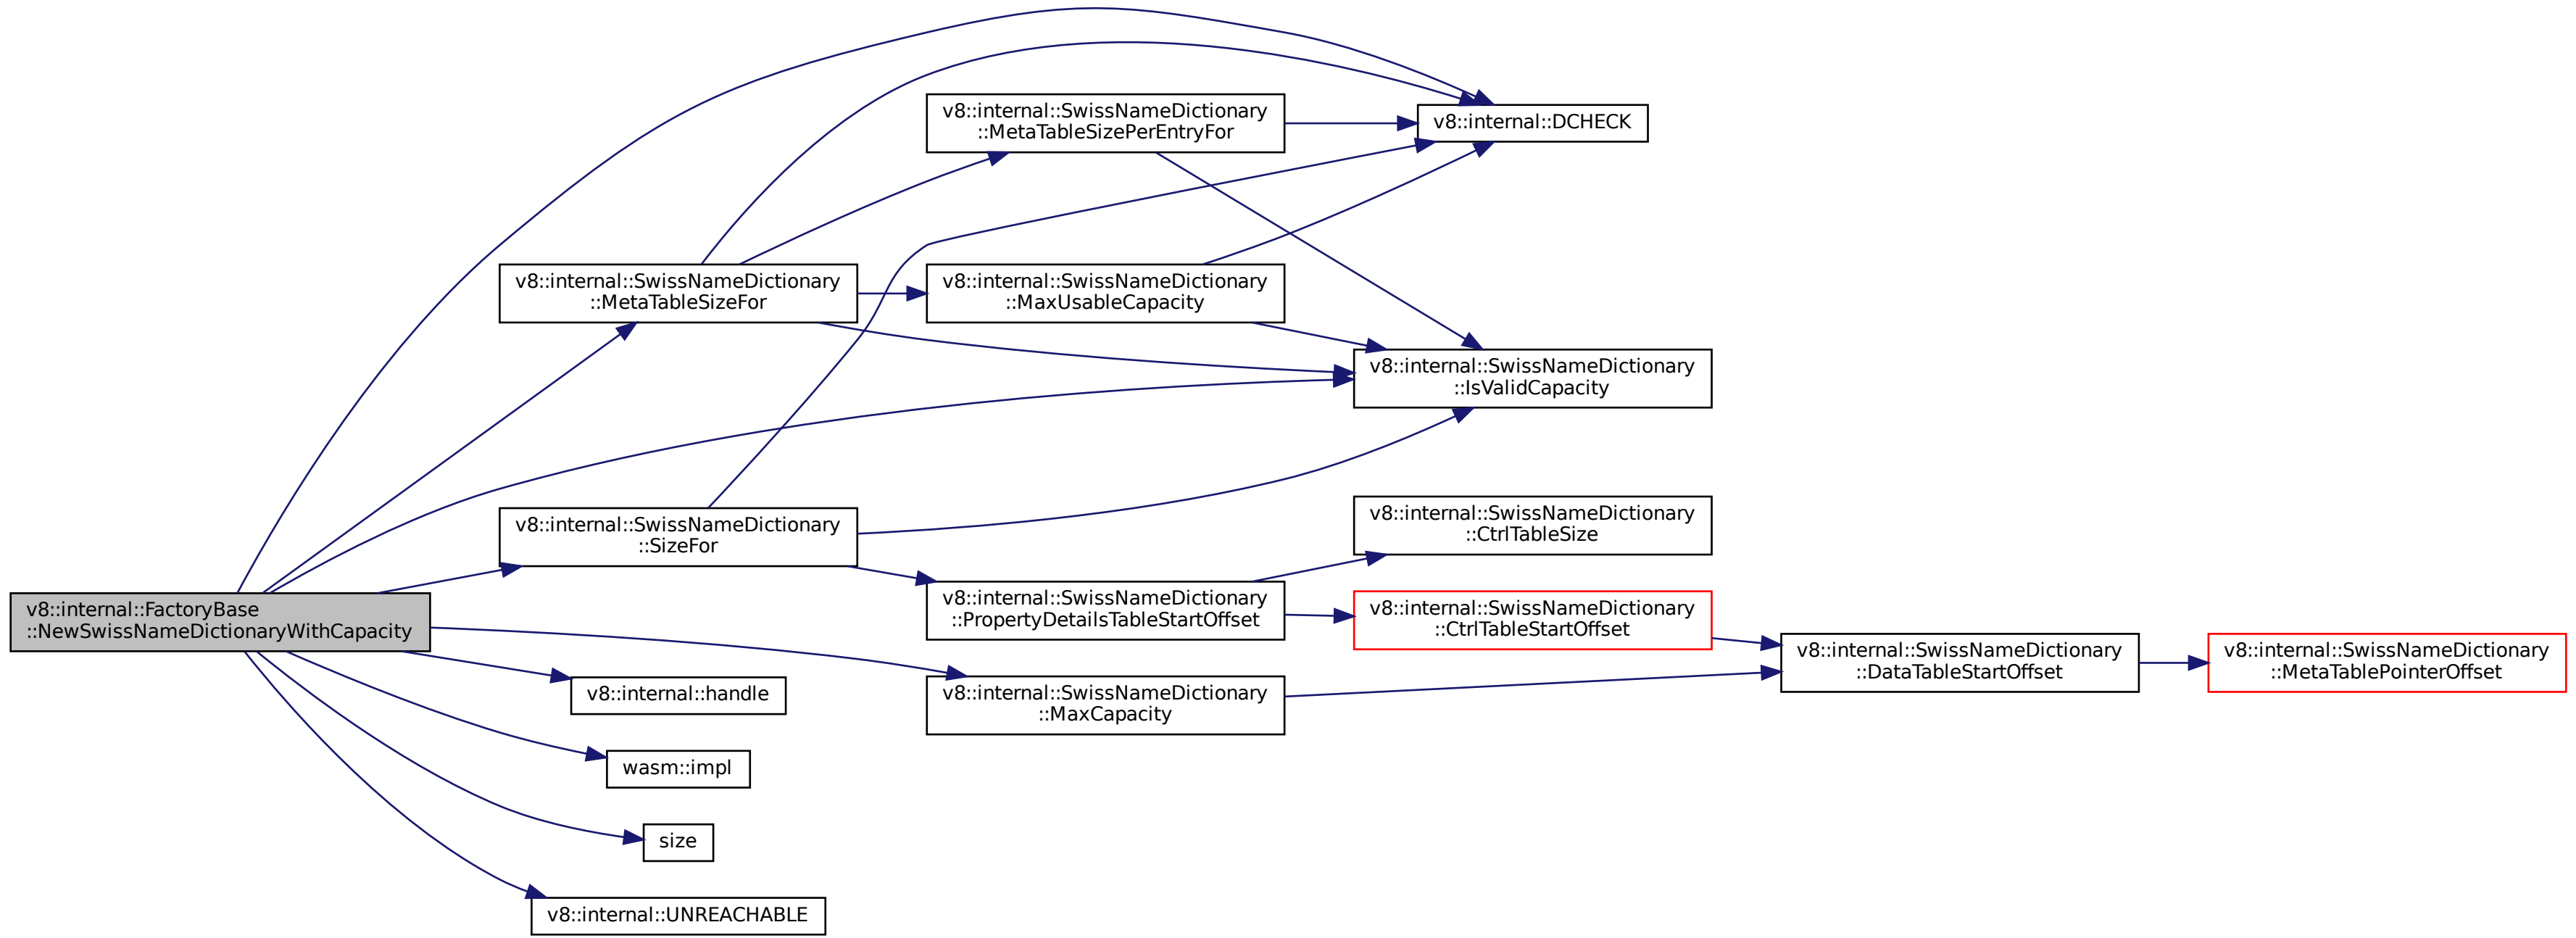 v8::internal::SwissNameDictionary
::MetaTableSizePerEntryFor
v8::internal::DCHECK
v8::internal::SwissNameDictionary
::MetaTableSizeFor
v8::internal::SwissNameDictionary
::MaxUsableCapacity
v8::internal::SwissNameDictionary
::IsValidCapacity
v8::internal::SwissNameDictionary
::SizeFor
v8::internal::SwissNameDictionary
::CtrlTableSize
v8::internal::FactoryBase
::NewSwissNameDictionaryWithCapacity
v8::internal::SwissNameDictionary
::PropertyDetailsTableStartOffset
v8::internal::SwissNameDictionary
::CtrlTableStartOffset
v8::internal::SwissNameDictionary
::DataTableStartOffset
v8::internal::SwissNameDictionary
::MetaTablePointerOffset
v8::internal::handle
v8::internal::SwissNameDictionary
::MaxCapacity
wasm::impl
size
v8::internal::UNREACHABLE